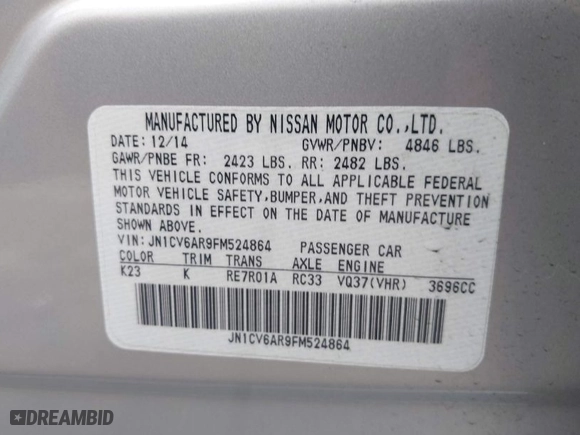 MANUFACTURED BY NISSAN MOTOR CO.,LTD.
DATE: 12/14 GVWR/PNBV: 4846 LBS.
GAWR/PNBE FR: 2423 LBS. RR: 2482 LBS.
THIS VEHICLE CONFORMS TO ALL APPLICABLE FEDERAL
MOTOR VEHICLE SAFETY,BUMPER,AND THEFT PREVENTION
STANDARDS IN EFFECT ON THE DATE OF MANUFACTURE
SHOWN ABOVE.
VIN: JN1CV6AR9FM524864 PASSENGER CAR
COLOR TRIM TRANS AXLE ENGINE
K23 K RE7R01A RC33 VQ37(VHR) 3696CC
JN1CV6AR9FM524864
DREAMBID